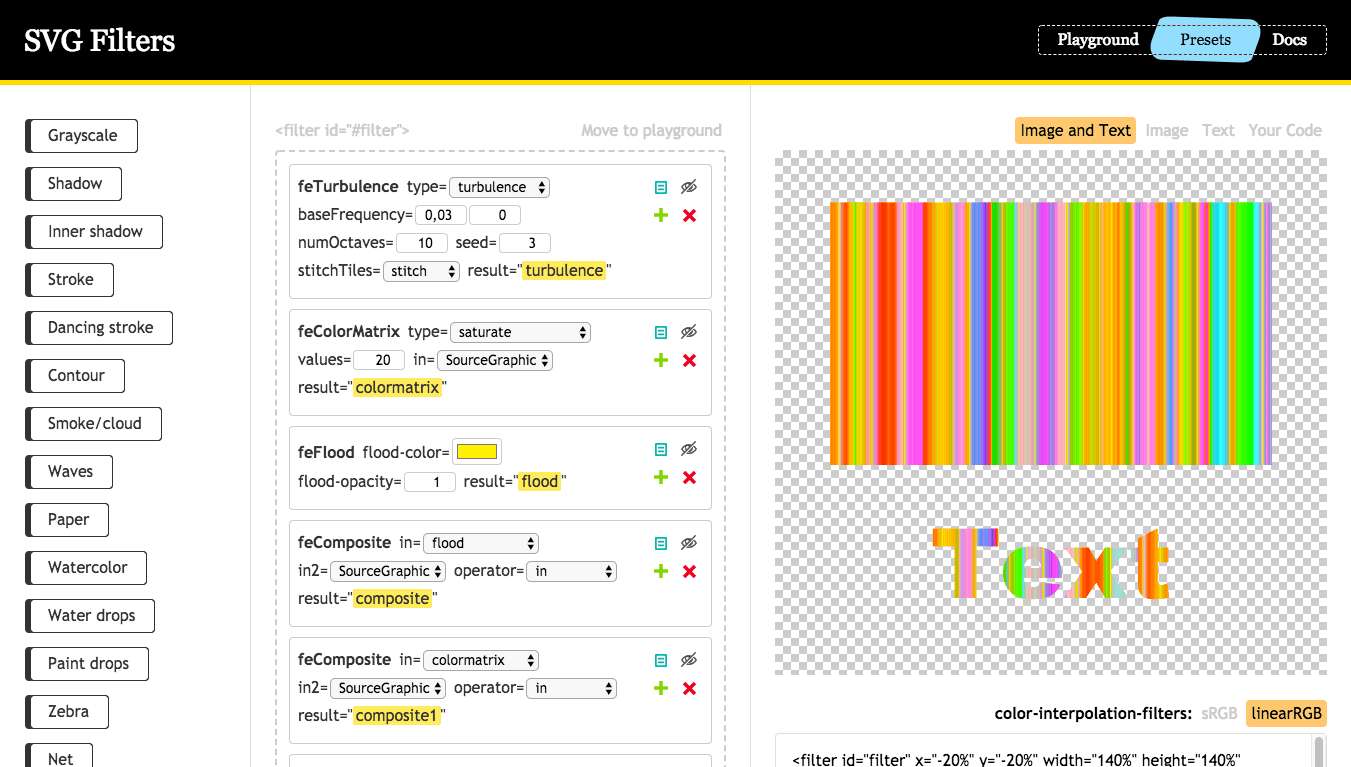 SVG Filters
Playground Presets Docs
Grayscale
Shadow
Inner shadow
Stroke
Dancing stroke
Contour
Smoke/cloud
Waves
Paper
Watercolor
Water drops
Paint drops
Zebra
Net
<filter id="#filter"> Move to playground
feTurbulence type= turbulence
baseFrequency= 0,03 0
numOctaves= 10 seed= 3
stitchTiles= stitch result="turbulence"
feColorMatrix type= saturate
values= 20 in= SourceGraphic
result="colormatrix"
feFlood flood-color=
flood-opacity= 1 result="flood"
feComposite in= flood
in2= SourceGraphic operator= in
result="composite"
feComposite in= colormatrix
in2= SourceGraphic operator= in
result="composite1"
Image and Text Image Text Your Code
Text
color-interpolation-filters: sRGB linearRGB
<filter id="filter" x="-20%" y="-20%" width="140%" height="140%"